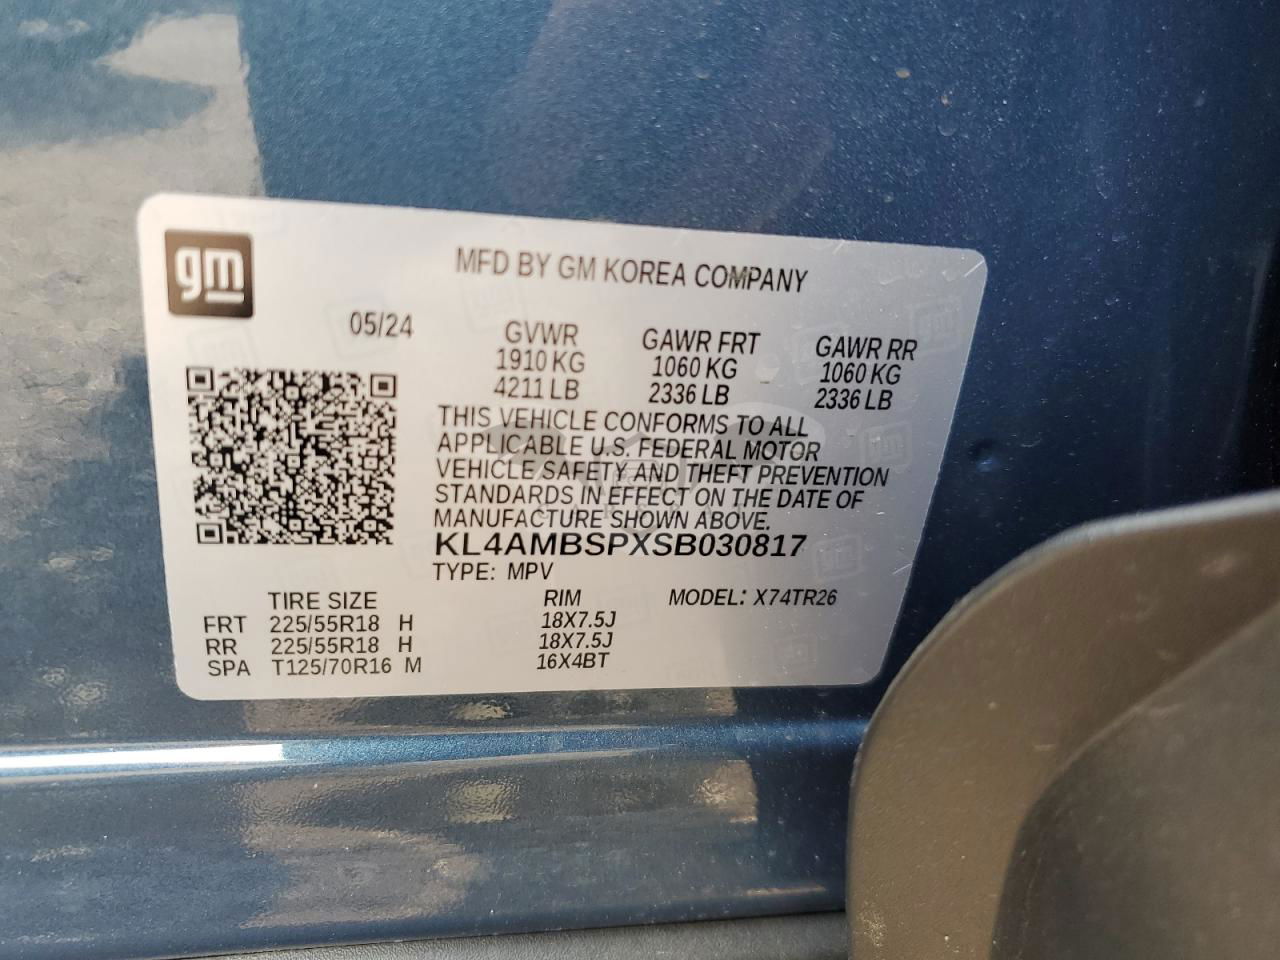 gm
MFD BY GM KOREA COMPANY
05/24
GVWR
1910 KG
4211 LB
GAWR FRT
1060 KG
2336 LB
GAWR RR
1060 KG
2336 LB
THIS VEHICLE CONFORMS TO ALL
APPLICABLE U.S. FEDERAL MOTOR
VEHICLE SAFETY AND THEFT PREVENTION
STANDARDS IN EFFECT ON THE DATE OF
MANUFACTURE SHOWN ABOVE.
KL4AMBSPXSB030817
TYPE: MPV
TIRE SIZE RIM MODEL: X74TR26
FRT 225/55R18 H 18X7.5J
RR 225/55R18 H 18X7.5J
SPA T125/70R16 M 16X4BT